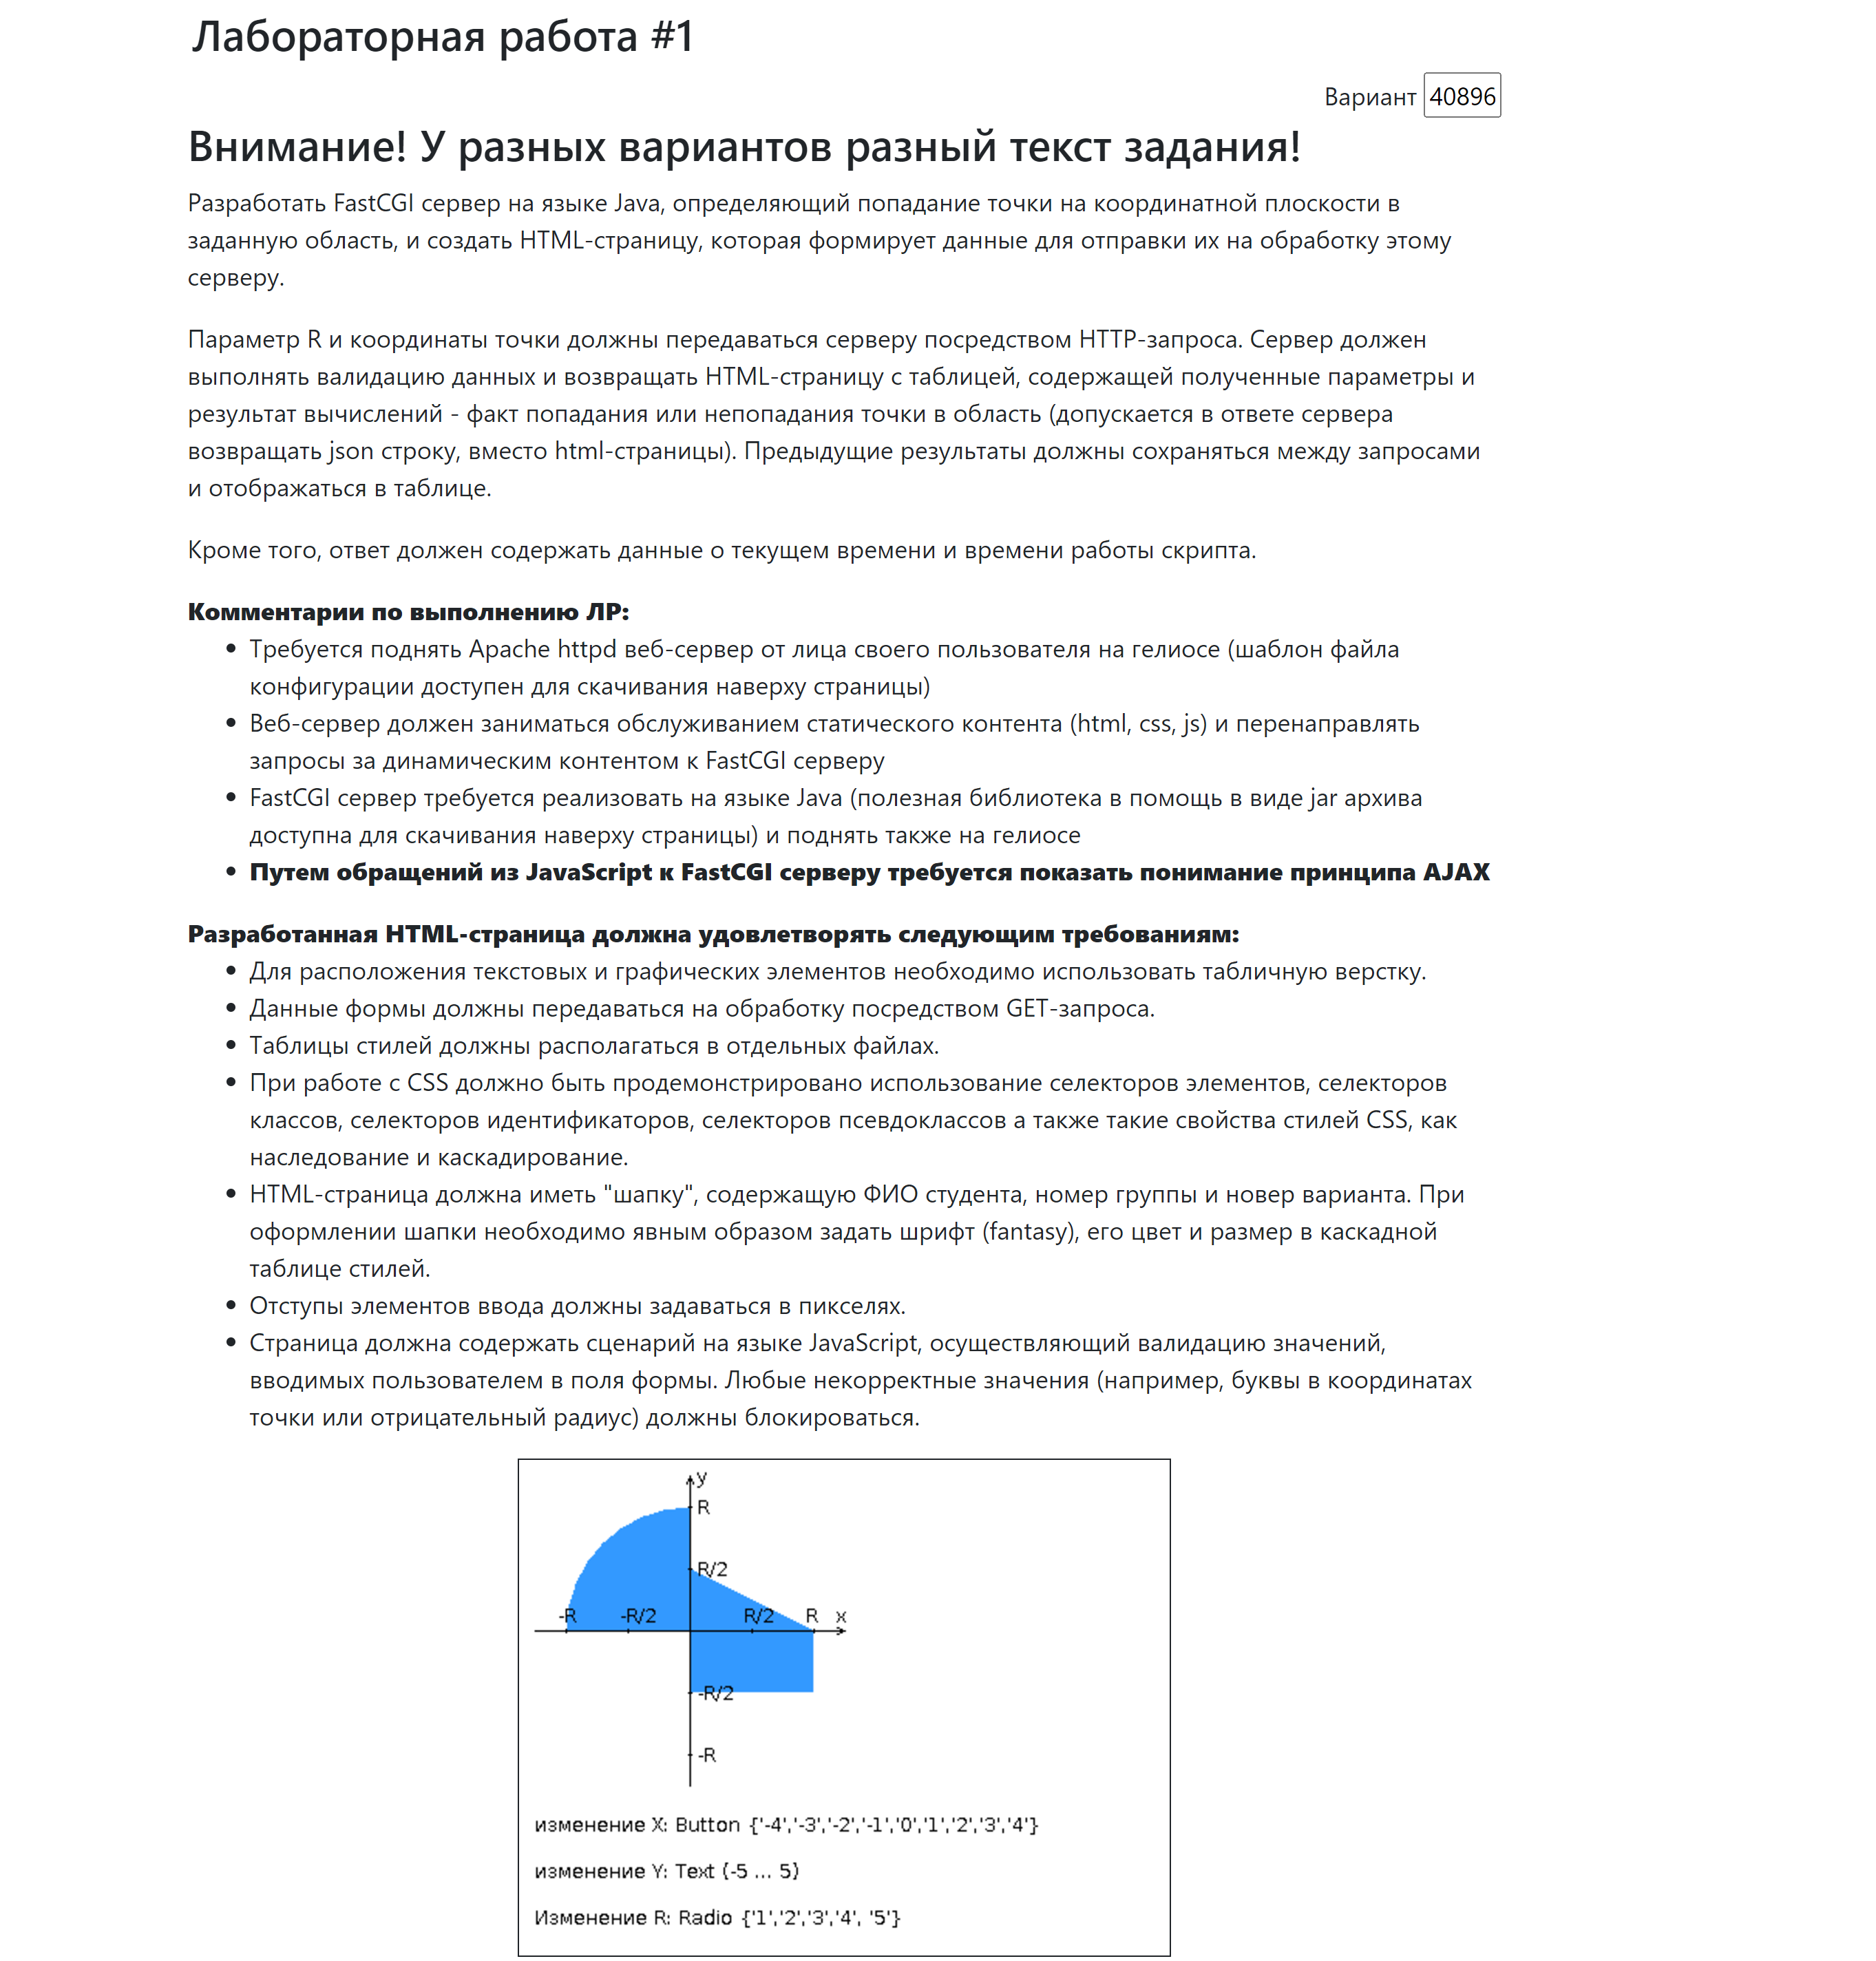 Лабораторная работа #1
Вариант 40896
Внимание! У разных вариантов разный текст задания!
Разработать FastCGI сервер на языке Java, определяющий попадание точки на координатной плоскости в
заданную область, и создать HTML-страницу, которая формирует данные для отправки их на обработку этому
серверу.
Параметр R и координаты точки должны передаваться серверу посредством HTTP-запроса. Сервер должен
выполнять валидацию данных и возвращать HTML-страницу с таблицей, содержащей полученные параметры и
результат вычислений - факт попадания или непопадания точки в область (допускается в ответе сервера
возвращать json строку, вместо html-страницы). Предыдущие результаты должны сохраняться между запросами
и отображаться в таблице.
Кроме того, ответ должен содержать данные о текущем времени и времени работы скрипта.
Комментарии по выполнению ЛР:
• Требуется поднять Apache httpd веб-сервер от лица своего пользователя на гелиосе (шаблон файла
конфигурации доступен для скачивания наверху страницы)
• Веб-сервер должен заниматься обслуживанием статического контента (html, css, js) и перенаправлять
запросы за динамическим контентом к FastCGI серверу
• FastCGI сервер требуется реализовать на языке Java (полезная библиотека в помощь в виде jar архива
доступна для скачивания наверху страницы) и поднять также на гелиосе
• Путем обращений из JavaScript к FastCGI серверу требуется показать понимание принципа AJAX
Разработанная HTML-страница должна удовлетворять следующим требованиям:
• Для расположения текстовых и графических элементов необходимо использовать табличную верстку.
• Данные формы должны передаваться на обработку посредством GET-запроса.
• Таблицы стилей должны располагаться в отдельных файлах.
• При работе с CSS должно быть продемонстрировано использование селекторов элементов, селекторов
классов, селекторов идентификаторов, селекторов псевдоклассов а также такие свойства стилей CSS, как
наследование и каскадирование.
• HTML-страница должна иметь "шапку", содержащую ФИО студента, номер группы и новер варианта. При
оформлении шапки необходимо явным образом задать шрифт (fantasy), его цвет и размер в каскадной
таблице стилей.
• Отступы элементов ввода должны задаваться в пикселях.
• Страница должна содержать сценарий на языке JavaScript, осуществляющий валидацию значений,
вводимых пользователем в поля формы. Любые некорректные значения (например, буквы в координатах
точки или отрицательный радиус) должны блокироваться.
y
R
R/2
-R -R/2 R/2 R x
-R/2
-R
изменение X: Button {'-4','-3','-2','-1','0','1','2','3','4'}
изменение Y: Text (-5 ... 5)
Изменение R: Radio {'1','2','3','4', '5'}